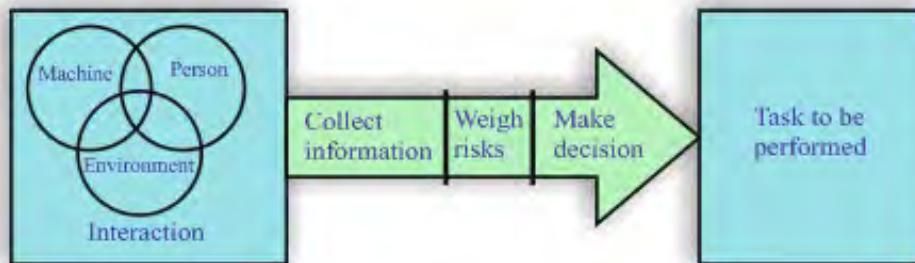 Machine
Person
Environment
Interaction
Collect
information
Weigh
risks
Make
decision
Task to be
performed